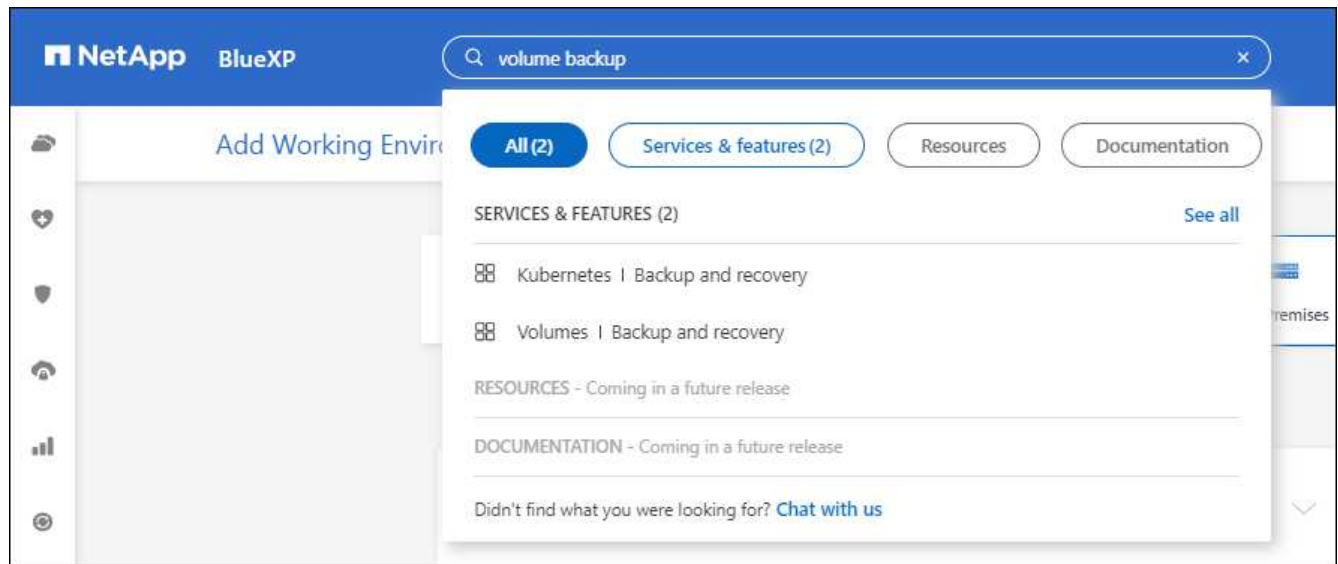 NetApp BlueXP
volume backup
Add Working Envir
All (2)
Services & features (2)
Resources
Documentation
SERVICES & FEATURES (2)
See all
Kubernetes | Backup and recovery
Volumes | Backup and recovery
remises
RESOURCES - Coming in a future release
DOCUMENTATION - Coming in a future release
Didn't find what you were looking for? Chat with us